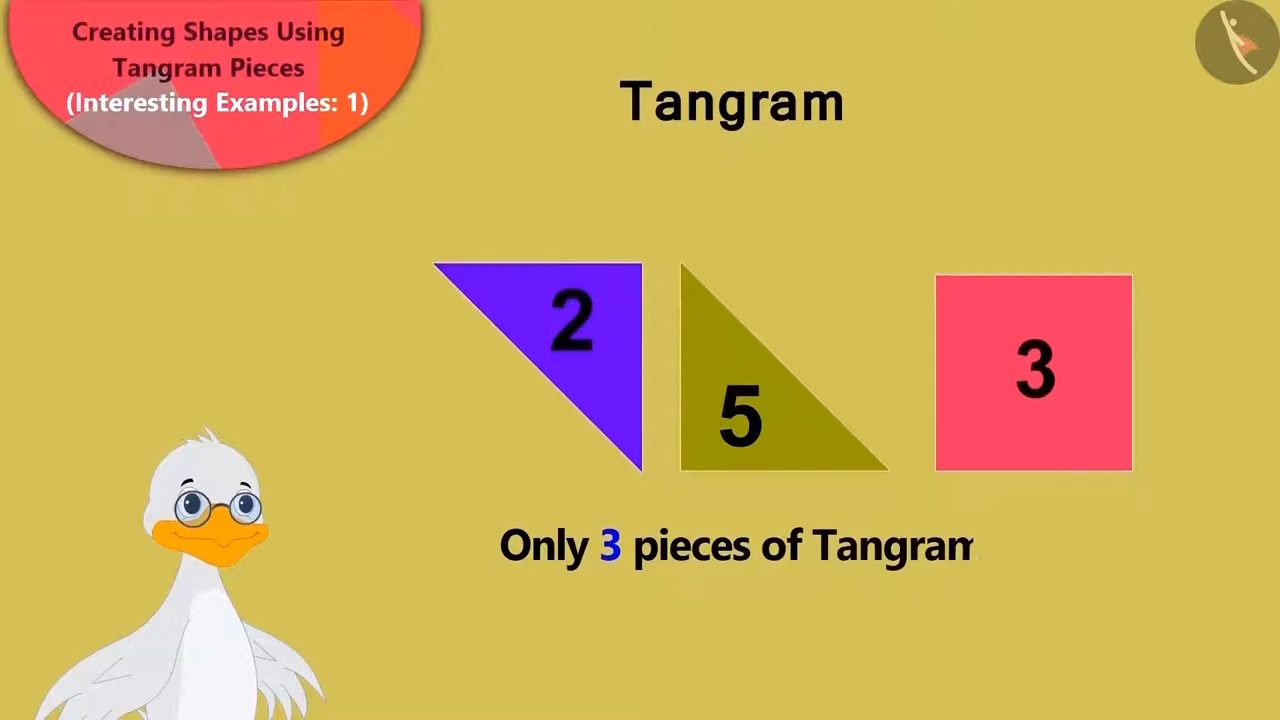 Creating Shapes Using
Tangram Pieces
(Interesting Examples: 1)
Tangram
2
5
3
Only 3 pieces of Tangram